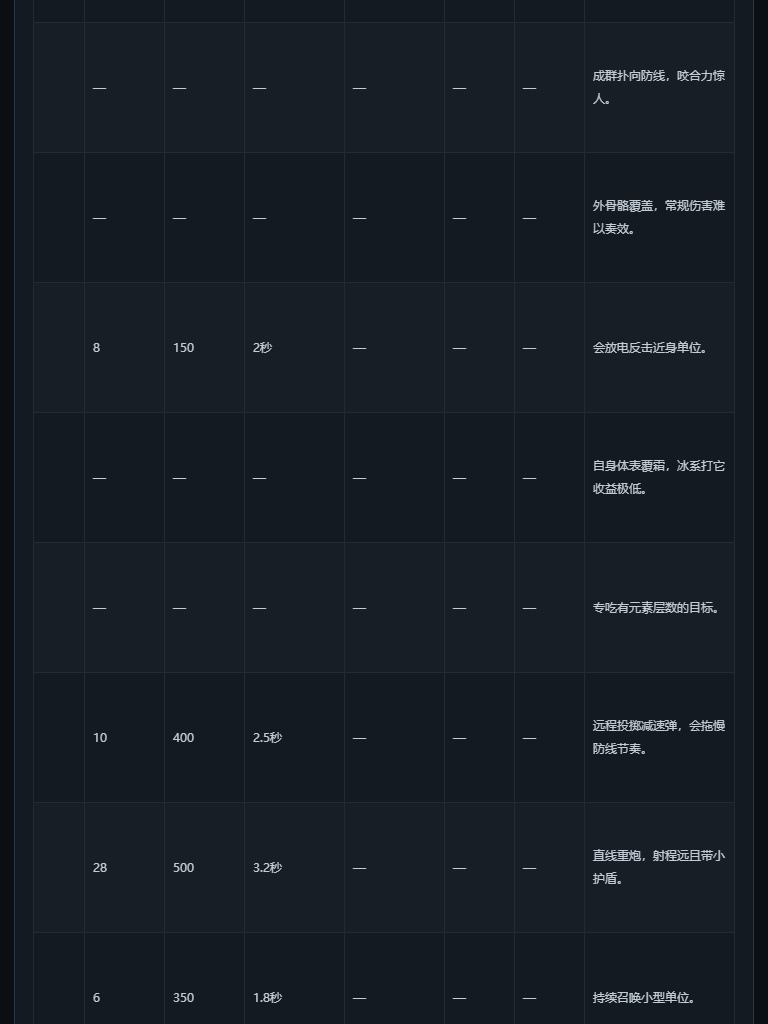 — — — — — — 成群扑向防线，咬合力惊
人。
— — — — — — 外骨骼覆盖，常规伤害难
以奏效。
8 150 2秒 — — — 会放电反击近身单位。
— — — — — — 自身体表覆霜，冰系打它
收益极低。
— — — — — — 专吃有元素层数的目标。
10 400 2.5秒 — — — 远程投掷减速弹，会拖慢
防线节奏。
28 500 3.2秒 — — — 直线重炮，射程远且带小
护盾。
6 350 1.8秒 — — — 持续召唤小型单位。